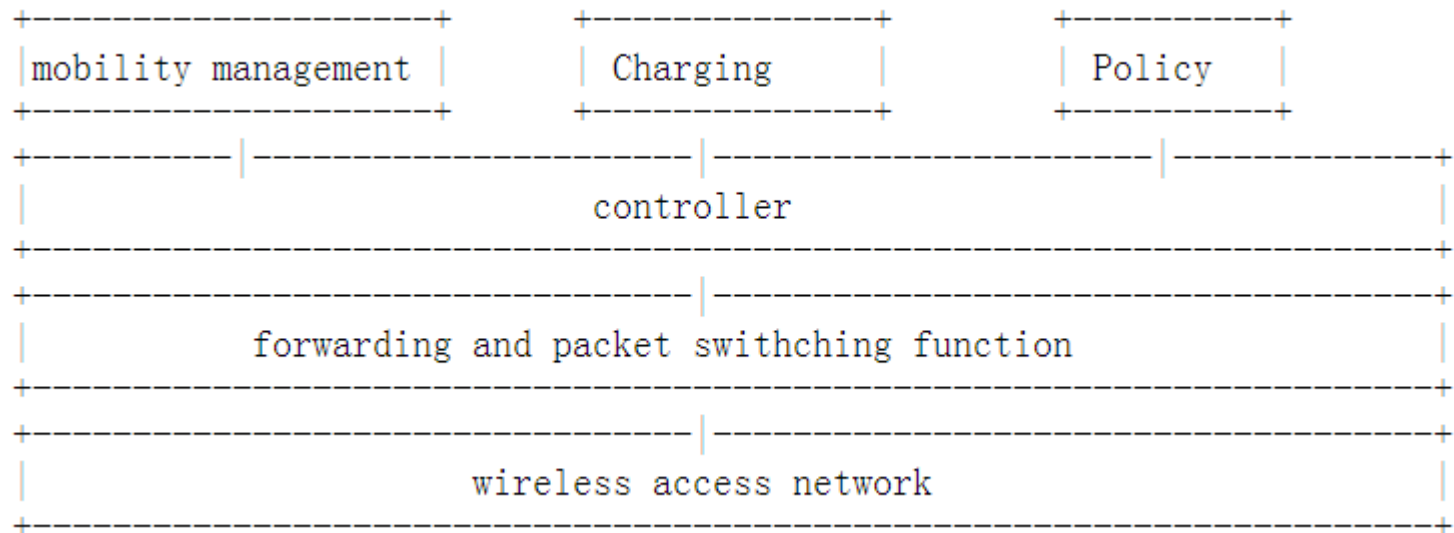 mobility management Charging Policy
controller
forwarding and packet swithching function
wireless access network